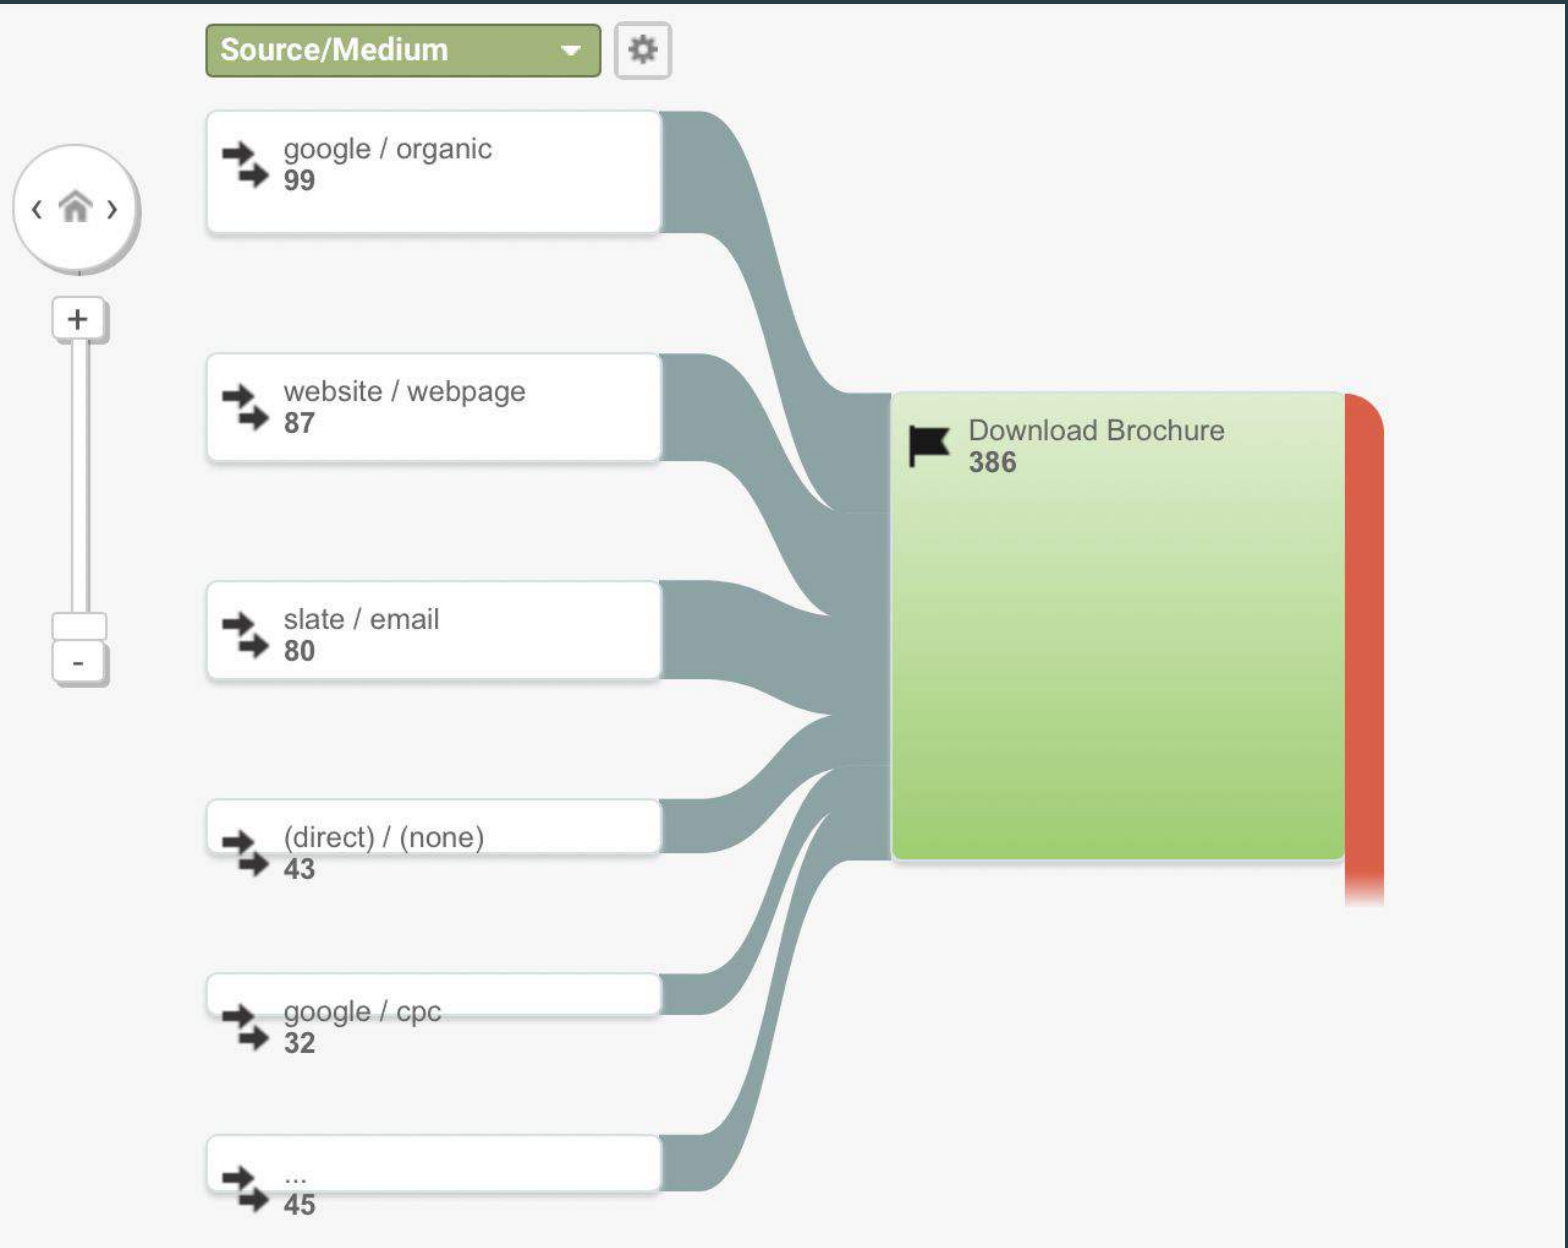 Source/Medium
google / organic
99
website / webpage
87
slate / email
80
(direct) / (none)
43
google / cpc
32
...
45
Download Brochure
386
+
-